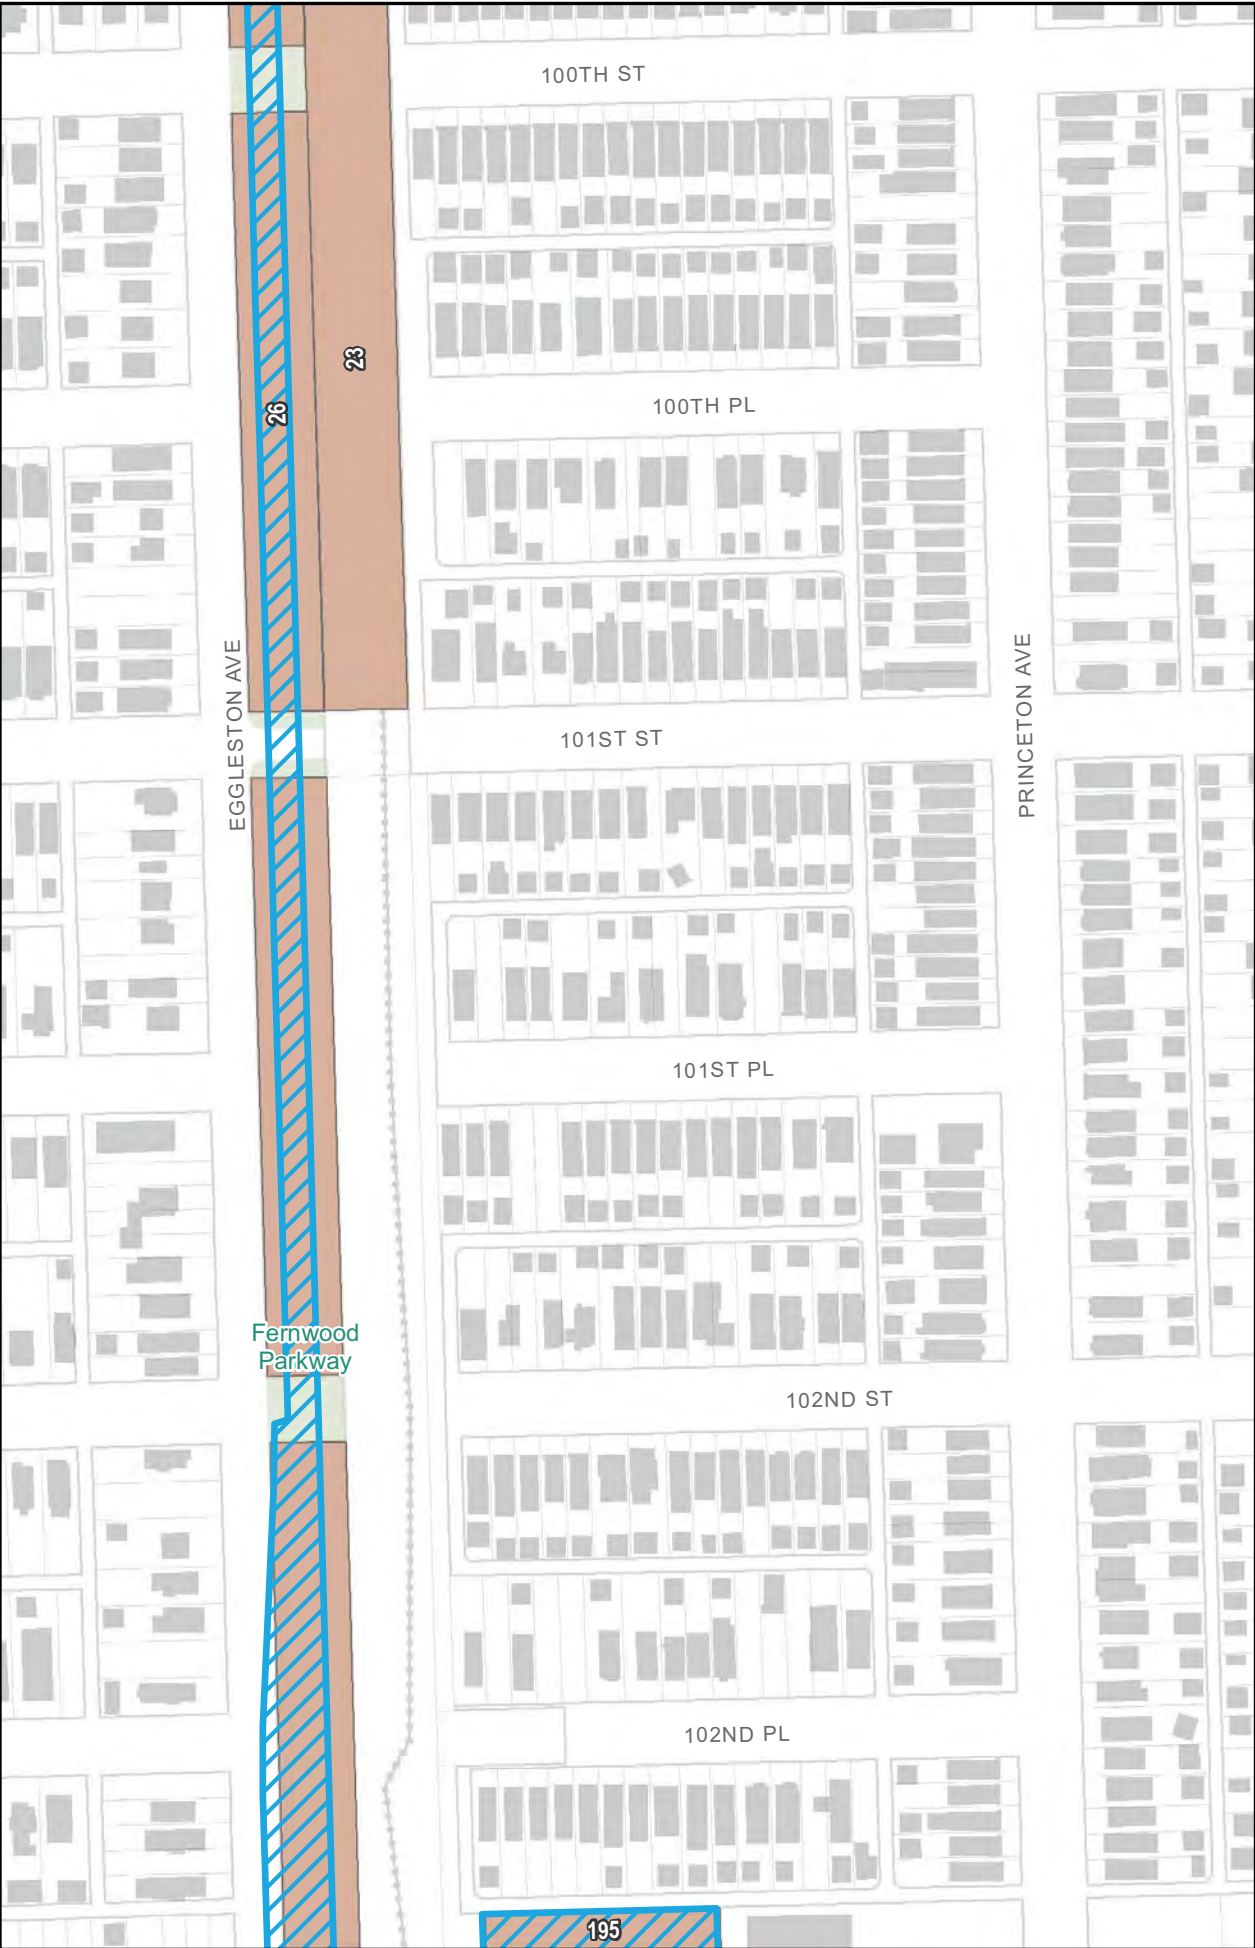 100TH ST
23
26
100TH PL
EGGLESTON AVE
PRINCETON AVE
101ST ST
101ST PL
Fernwood
Parkway
102ND ST
102ND PL
195